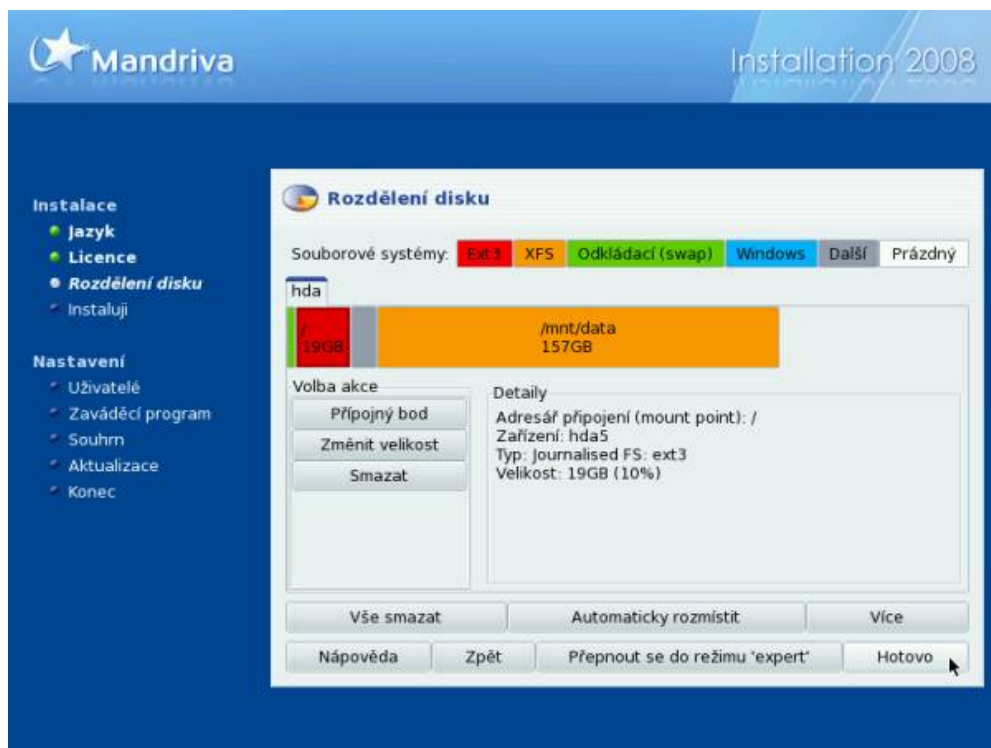 Mandriva
Installation 2008
Instalace
Jazyk
Licence
Rozdělení disku
Instaluji
Nastavení
Uživatelé
Zaváděcí program
Souhrn
Aktualizace
Konec
Rozdělení disku
Souborové systémy: Ext3 XFS Odkládací (swap) Windows Další Prázdný
hda
/
19GB
/mnt/data
157GB
Volba akce
Přípojný bod
Změnit velikost
Smazat
Detaily
Adresář připojení (mount point): /
Zařízení: hda5
Typ: Journalised FS: ext3
Velikost: 19GB (10%)
Vše smazat Automaticky rozmístit Více
Nápověda Zpět Přepnout se do režimu 'expert' Hotovo